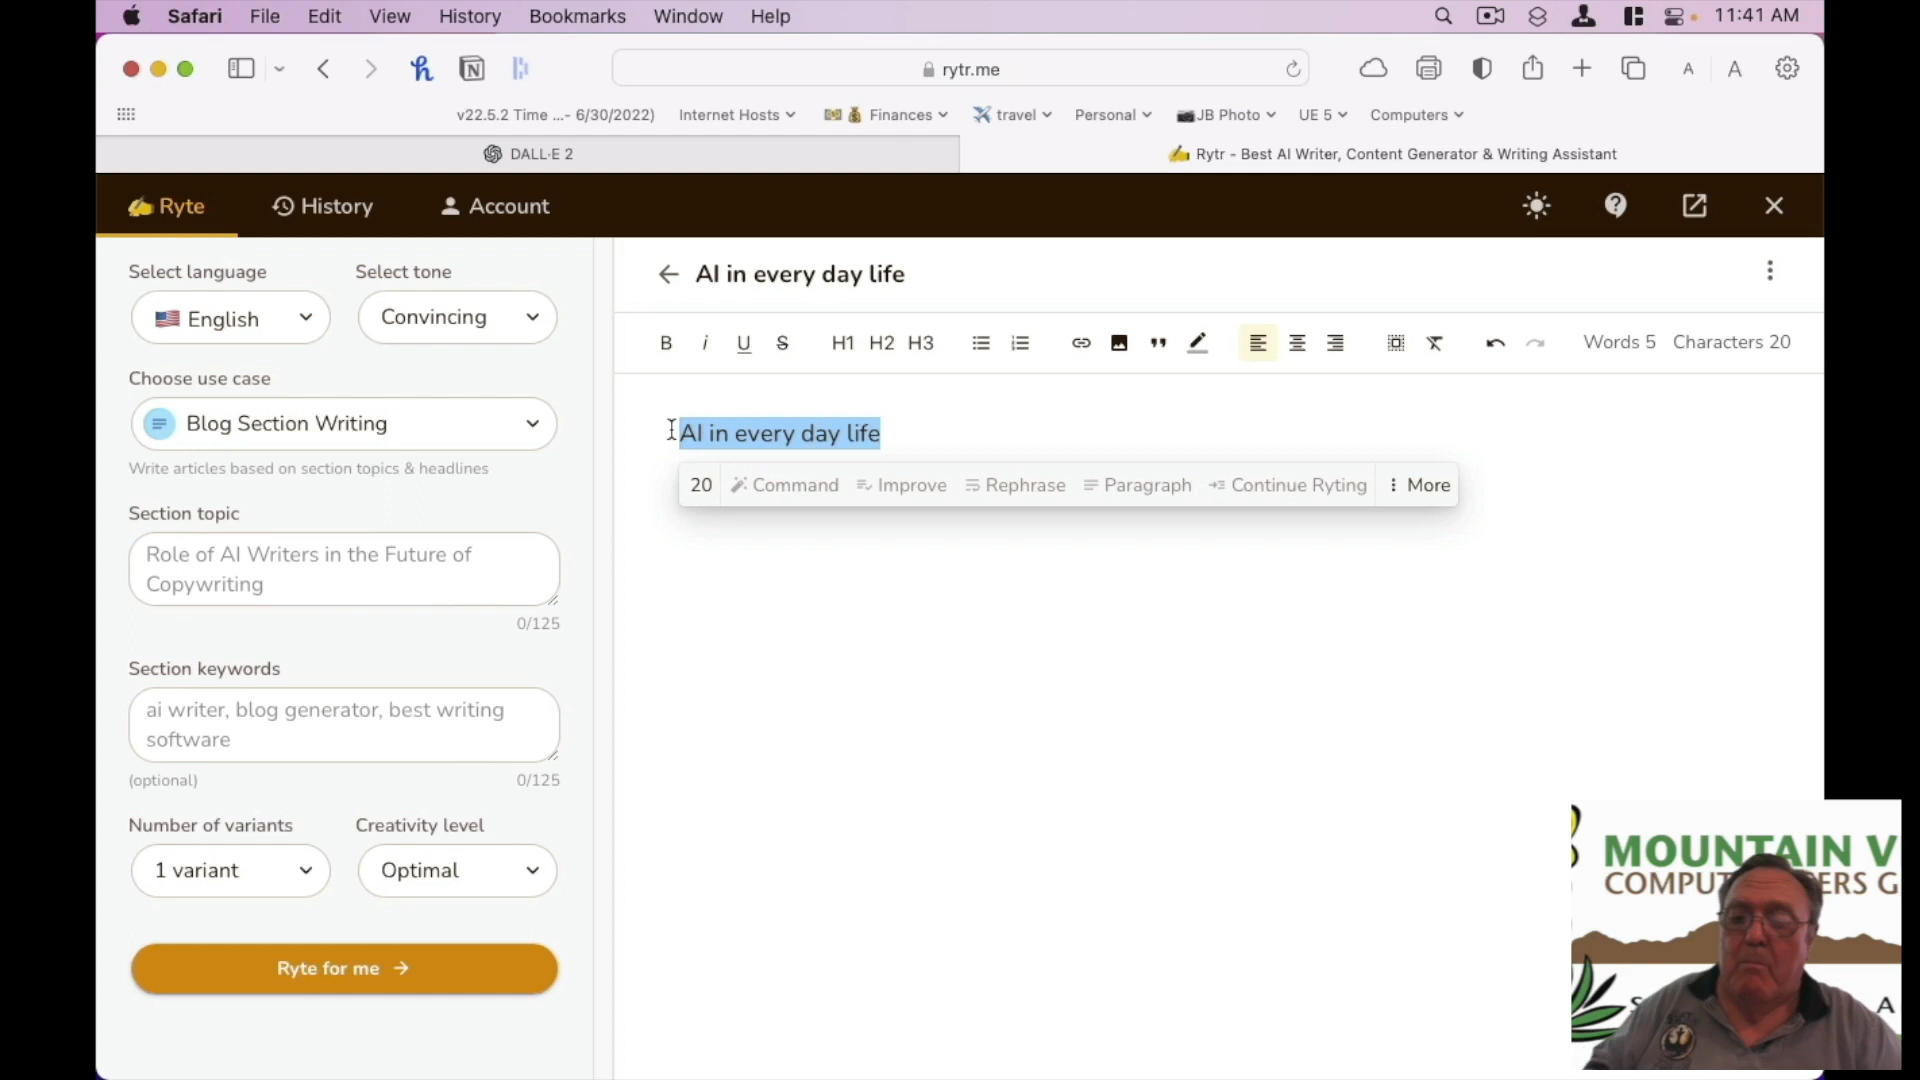 Safari File Edit View History Bookmarks Window Help 11:41 AM
rytr.me A A
v22.5.2 Time ...- 6/30/2022) Internet Hosts Finances travel Personal JB Photo UE 5 Computers
DALL·E 2 Rytr - Best AI Writer, Content Generator & Writing Assistant
Ryte History Account
Select language Select tone
English Convincing
Choose use case
Blog Section Writing
Write articles based on section topics & headlines
Section topic
Role of AI Writers in the Future of
Copywriting
0/125
Section keywords
ai writer, blog generator, best writing
software
(optional) 0/125
Number of variants Creativity level
1 variant Optimal
Ryte for me →
AI in every day life
B i U S H1 H2 H3 Words 5 Characters 20
AI in every day life
20 Command Improve Rephrase Paragraph Continue Ryting More
MOUNTAIN V